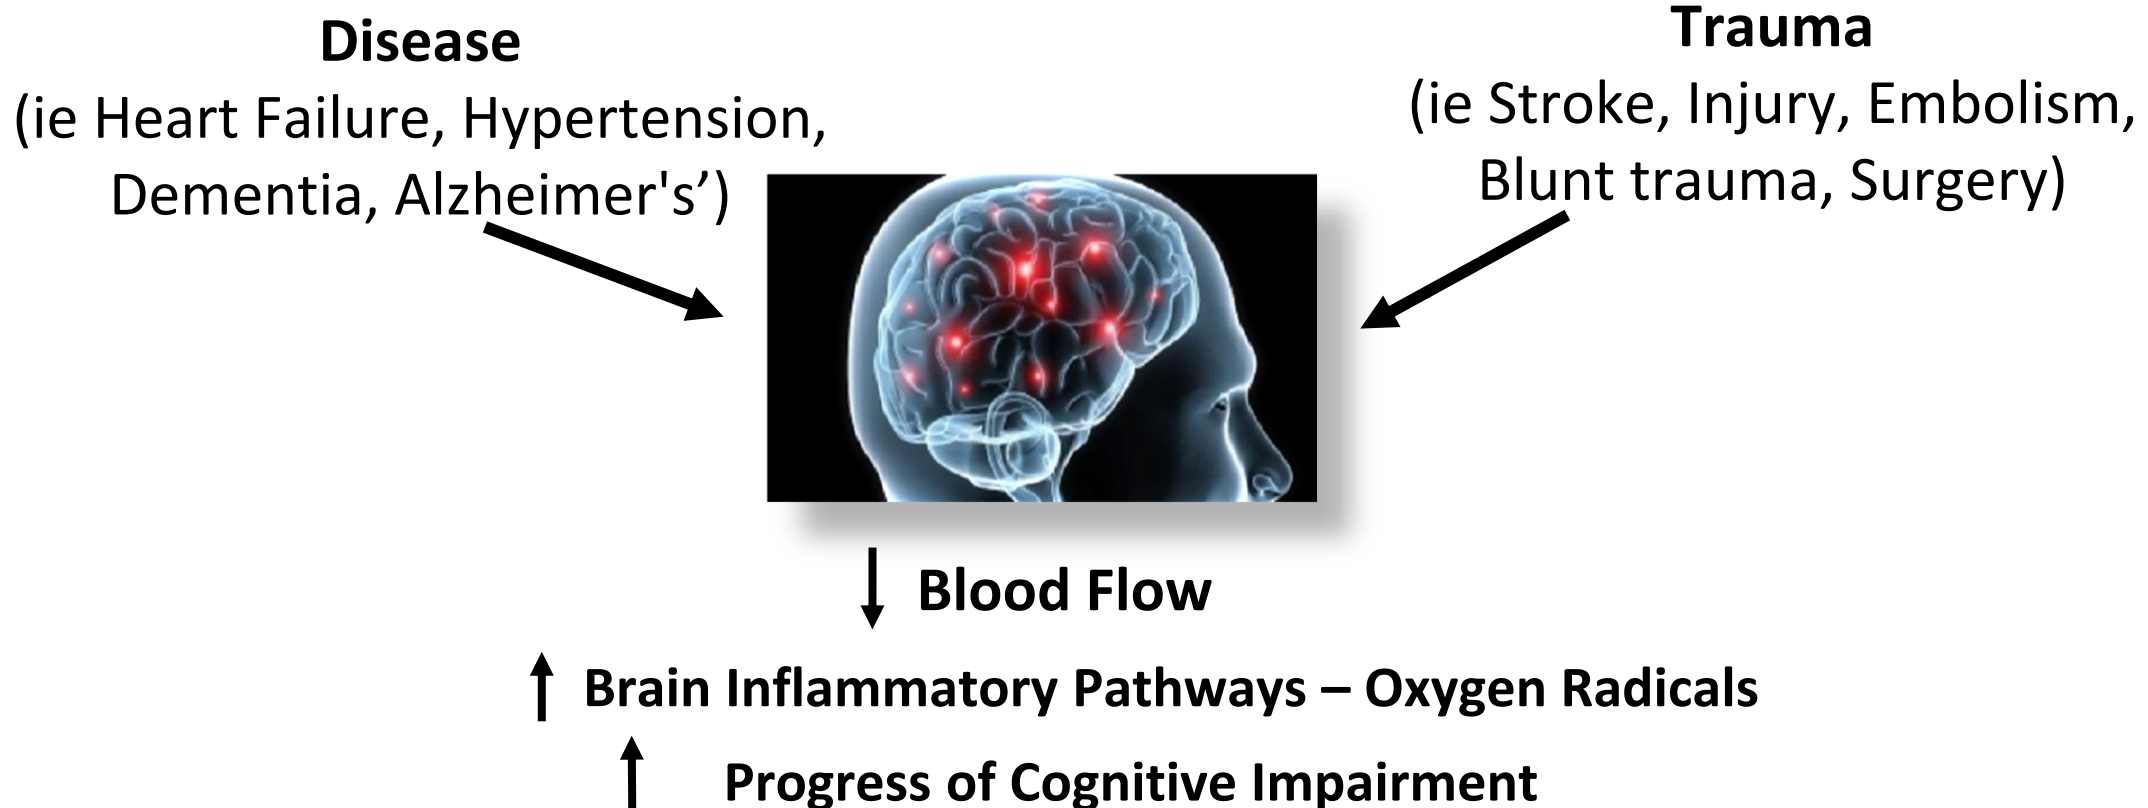 Disease
(ie Heart Failure, Hypertension,
Dementia, Alzheimer's’)
Trauma
(ie Stroke, Injury, Embolism,
Blunt trauma, Surgery)
Blood Flow
Brain Inflammatory Pathways – Oxygen Radicals
Progress of Cognitive Impairment